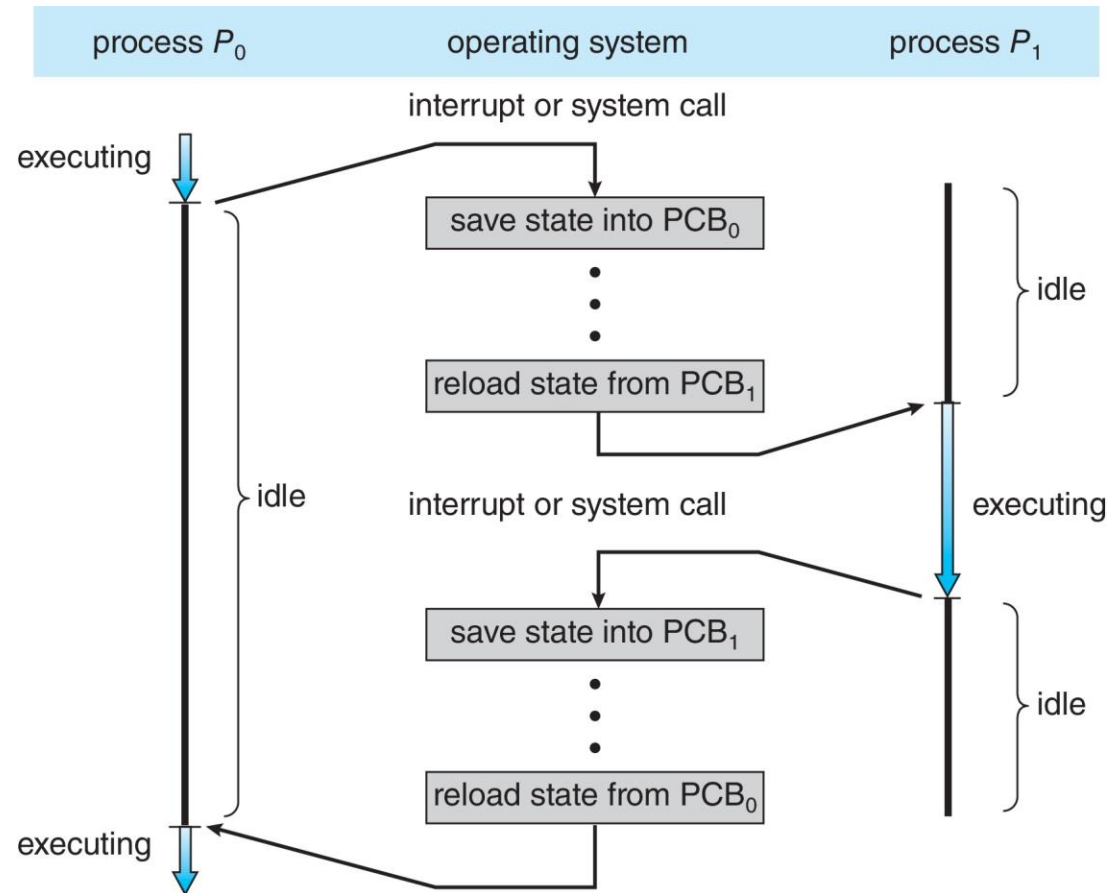 process P₀
operating system
process P₁
interrupt or system call
executing
save state into PCB₀
idle
reload state from PCB₁
idle
interrupt or system call
executing
save state into PCB₁
idle
reload state from PCB₀
executing